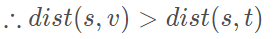 ∴ dist(s, v) > dist(s, t)